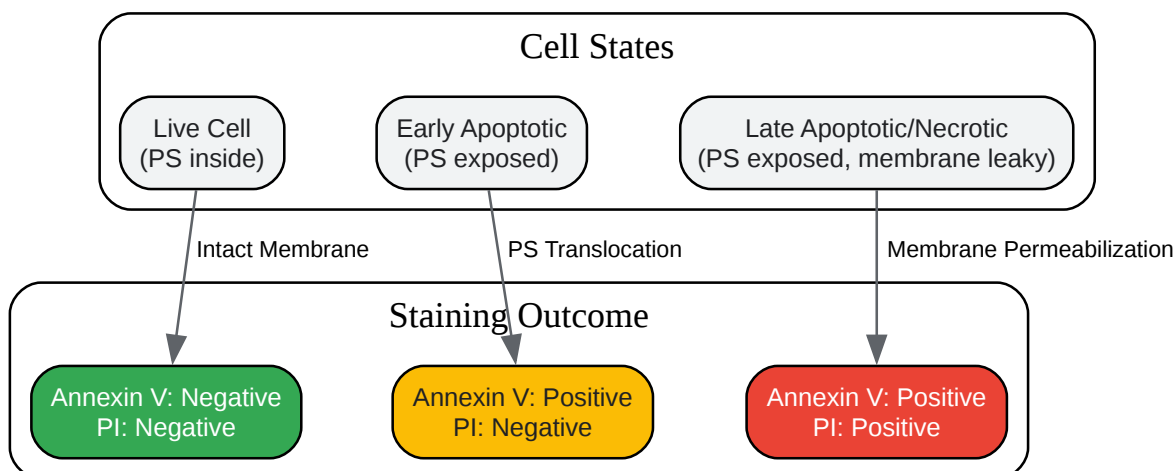 Cell States
Live Cell
(PS inside)
Early Apoptotic
(PS exposed)
Late Apoptotic/Necrotic
(PS exposed, membrane leaky)
Intact Membrane
PS Translocation
Membrane Permeabilization
Staining Outcome
Annexin V: Negative
PI: Negative
Annexin V: Positive
PI: Negative
Annexin V: Positive
PI: Positive